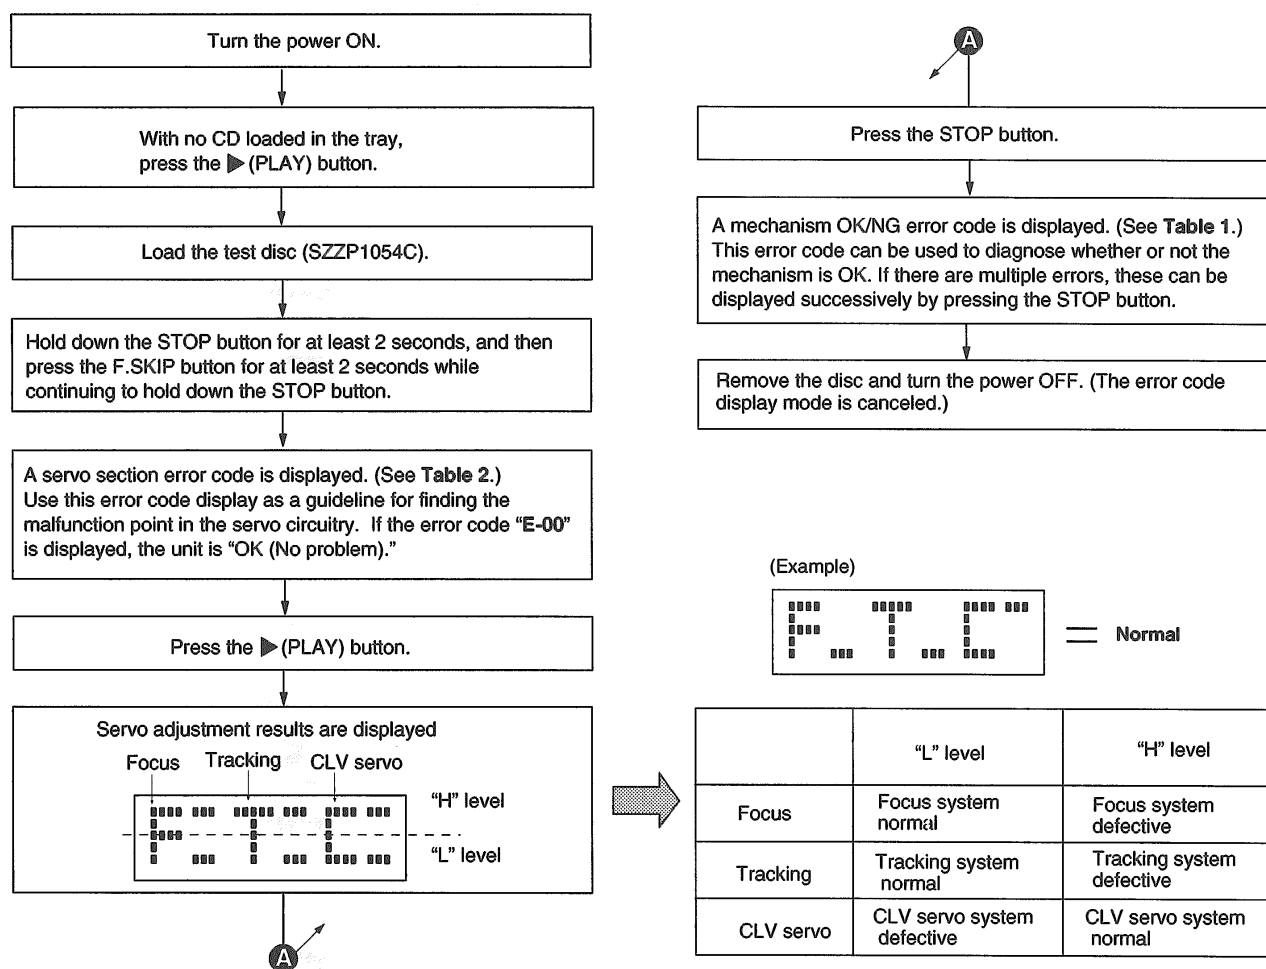 Turn the power ON.
With no CD loaded in the tray,
press the ▶(PLAY) button.
Load the test disc (SZZP1054C).
Hold down the STOP button for at least 2 seconds, and then
press the F.SKIP button for at least 2 seconds while
continuing to hold down the STOP button.
A servo section error code is displayed. (See Table 2.)
Use this error code display as a guideline for finding the
malfunction point in the servo circuitry. If the error code “E-00”
is displayed, the unit is “OK (No problem).”
Press the ▶(PLAY) button.
Servo adjustment results are displayed
Focus Tracking CLV servo
F T C
“H” level
“L” level
A
A
Press the STOP button.
A mechanism OK/NG error code is displayed. (See Table 1.)
This error code can be used to diagnose whether or not the
mechanism is OK. If there are multiple errors, these can be
displayed successively by pressing the STOP button.
Remove the disc and turn the power OFF. (The error code
display mode is canceled.)
(Example)
F_T_C = Normal
“L” level “H” level
Focus Focus system normal Focus system defective
Tracking Tracking system normal Tracking system defective
CLV servo CLV servo system defective CLV servo system normal